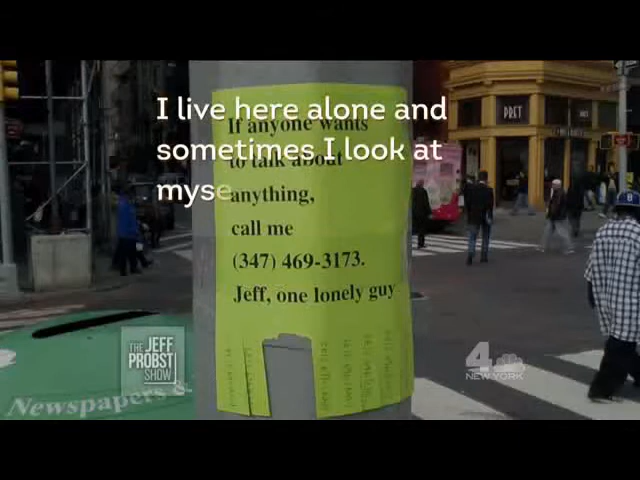 I live here alone and
sometimes I look at
myse
If anyone wants
to talk about
anything,
call me
(347) 469-3173.
Jeff, one lonely guy
PRET
THE
JEFF
PROBST
SHOW
4
NEW YORK
Newspapers &